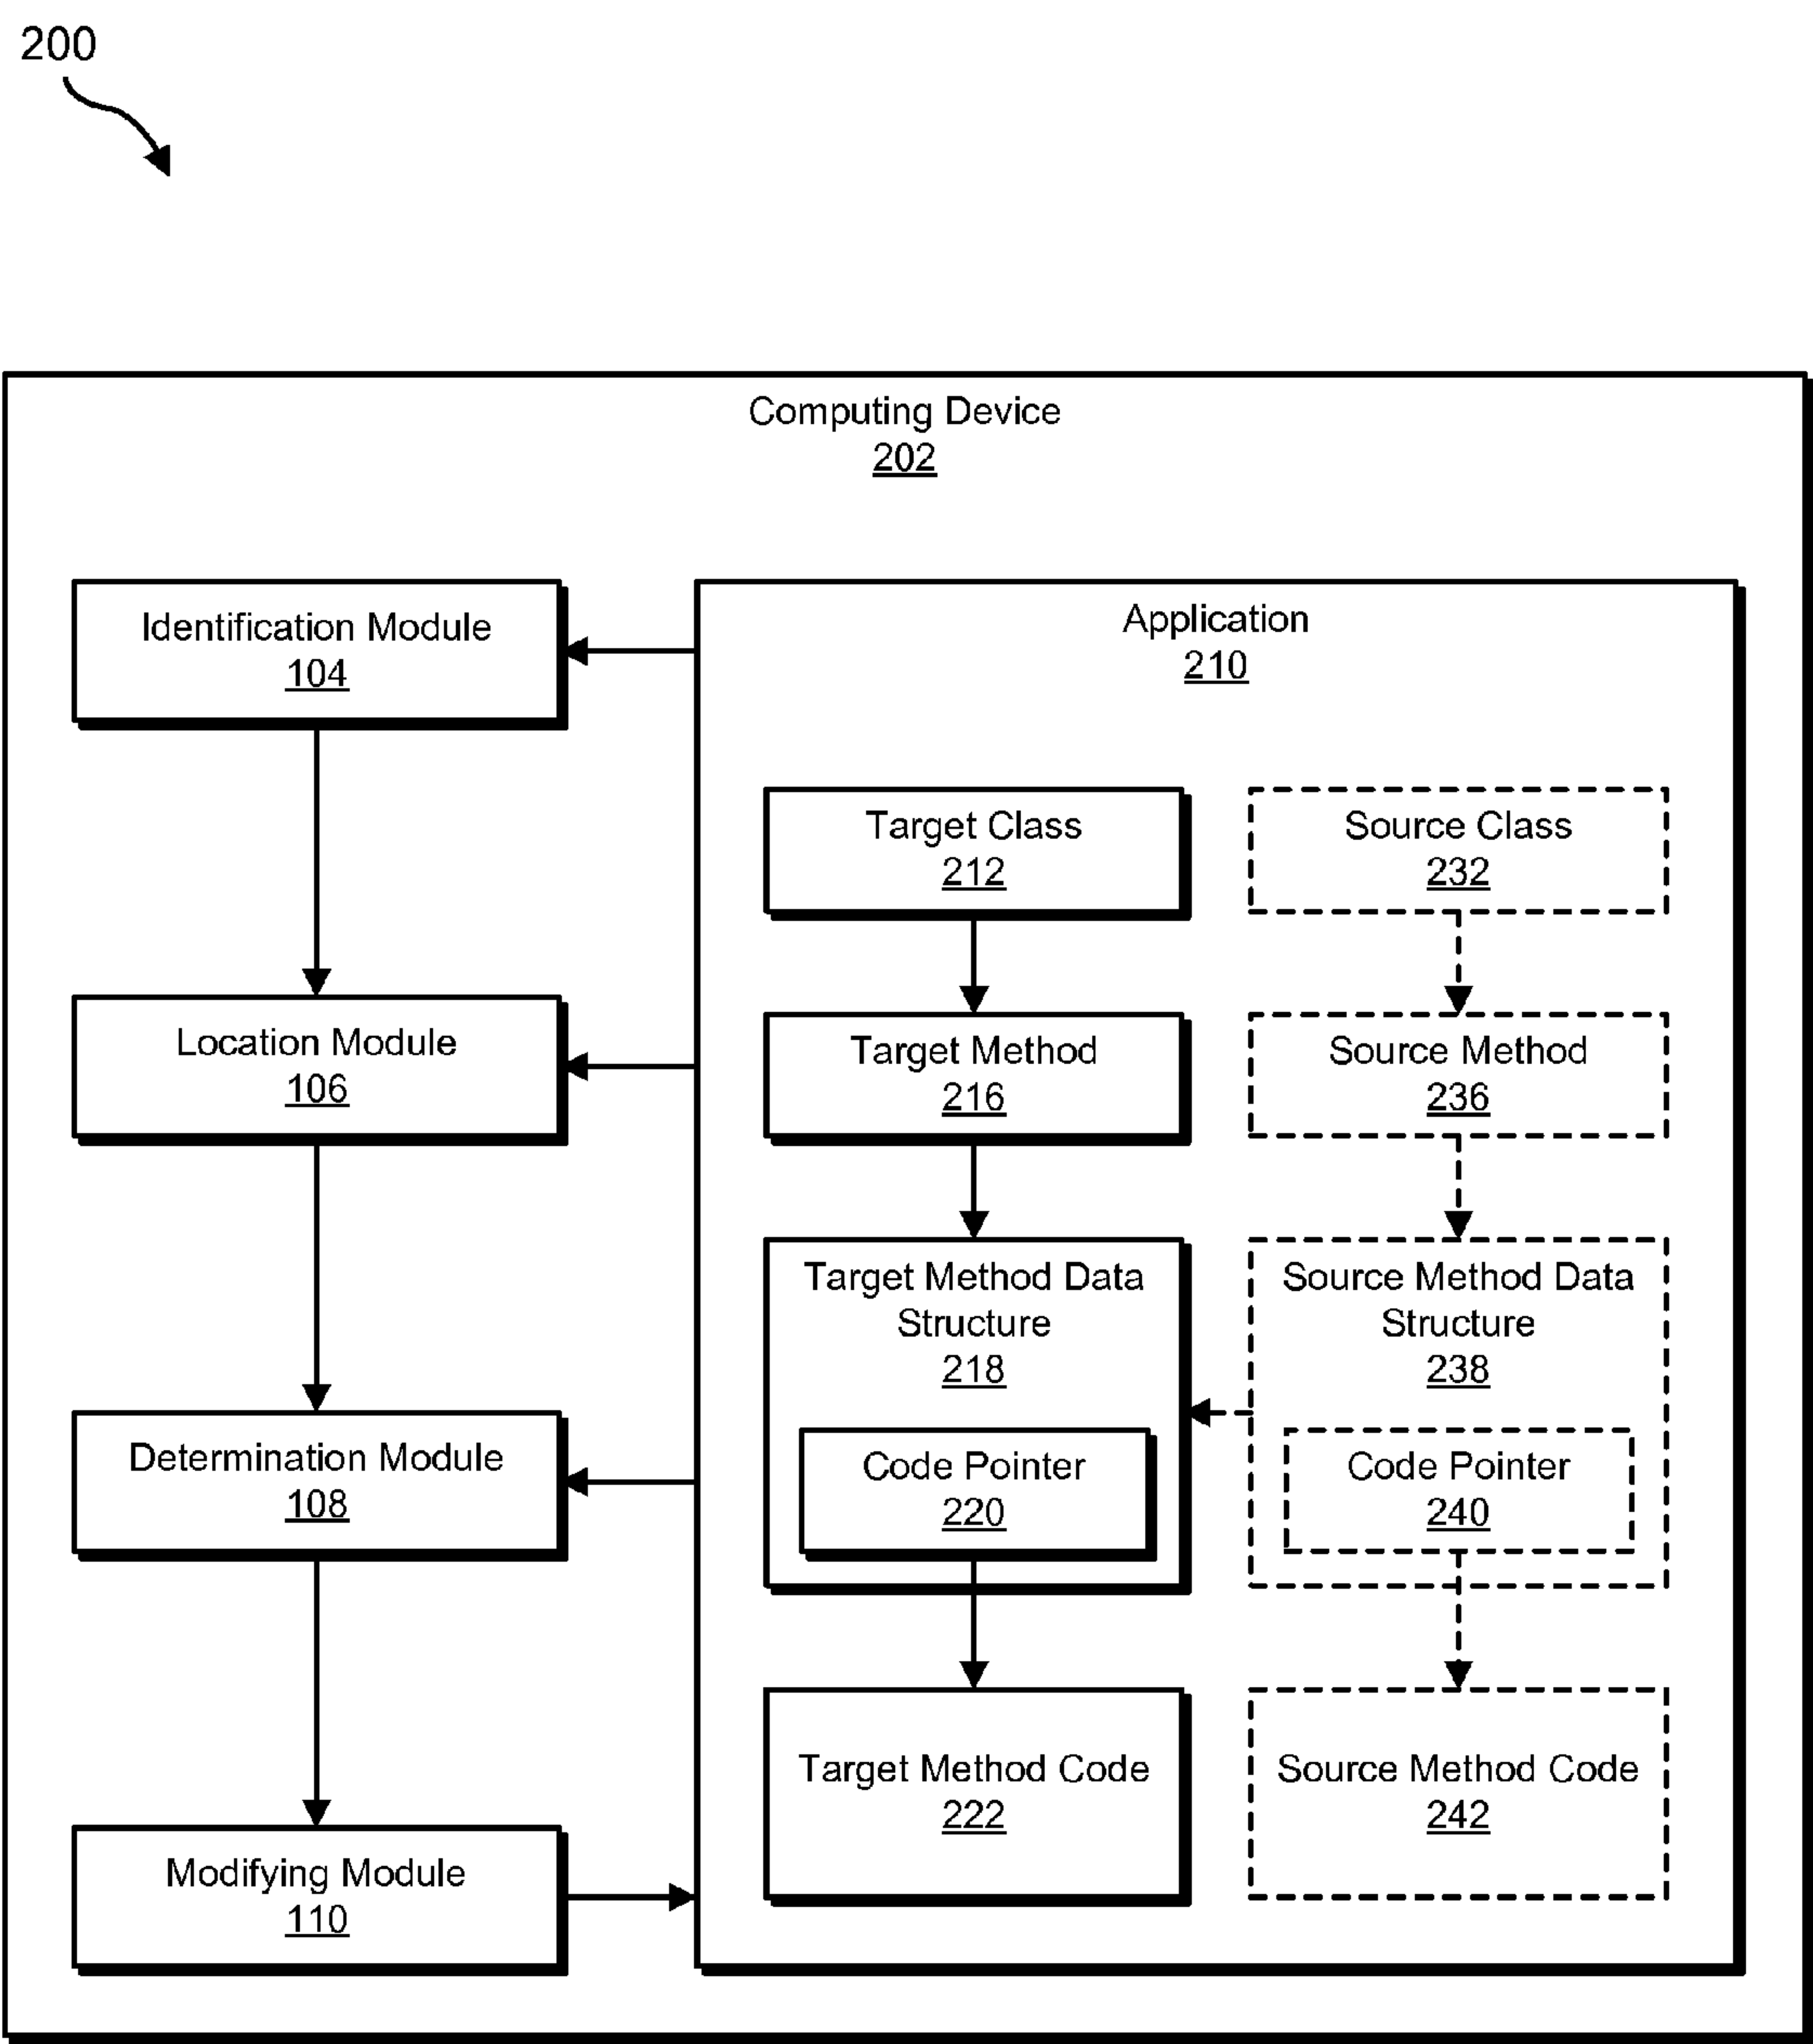 200
Computing Device
202
Identification Module
104
Application
210
Target Class
212
Source Class
232
Location Module
106
Target Method
216
Source Method
236
Target Method Data
Structure
218
Source Method Data
Structure
238
Determination Module
108
Code Pointer
220
Code Pointer
240
Target Method Code
222
Source Method Code
242
Modifying Module
110